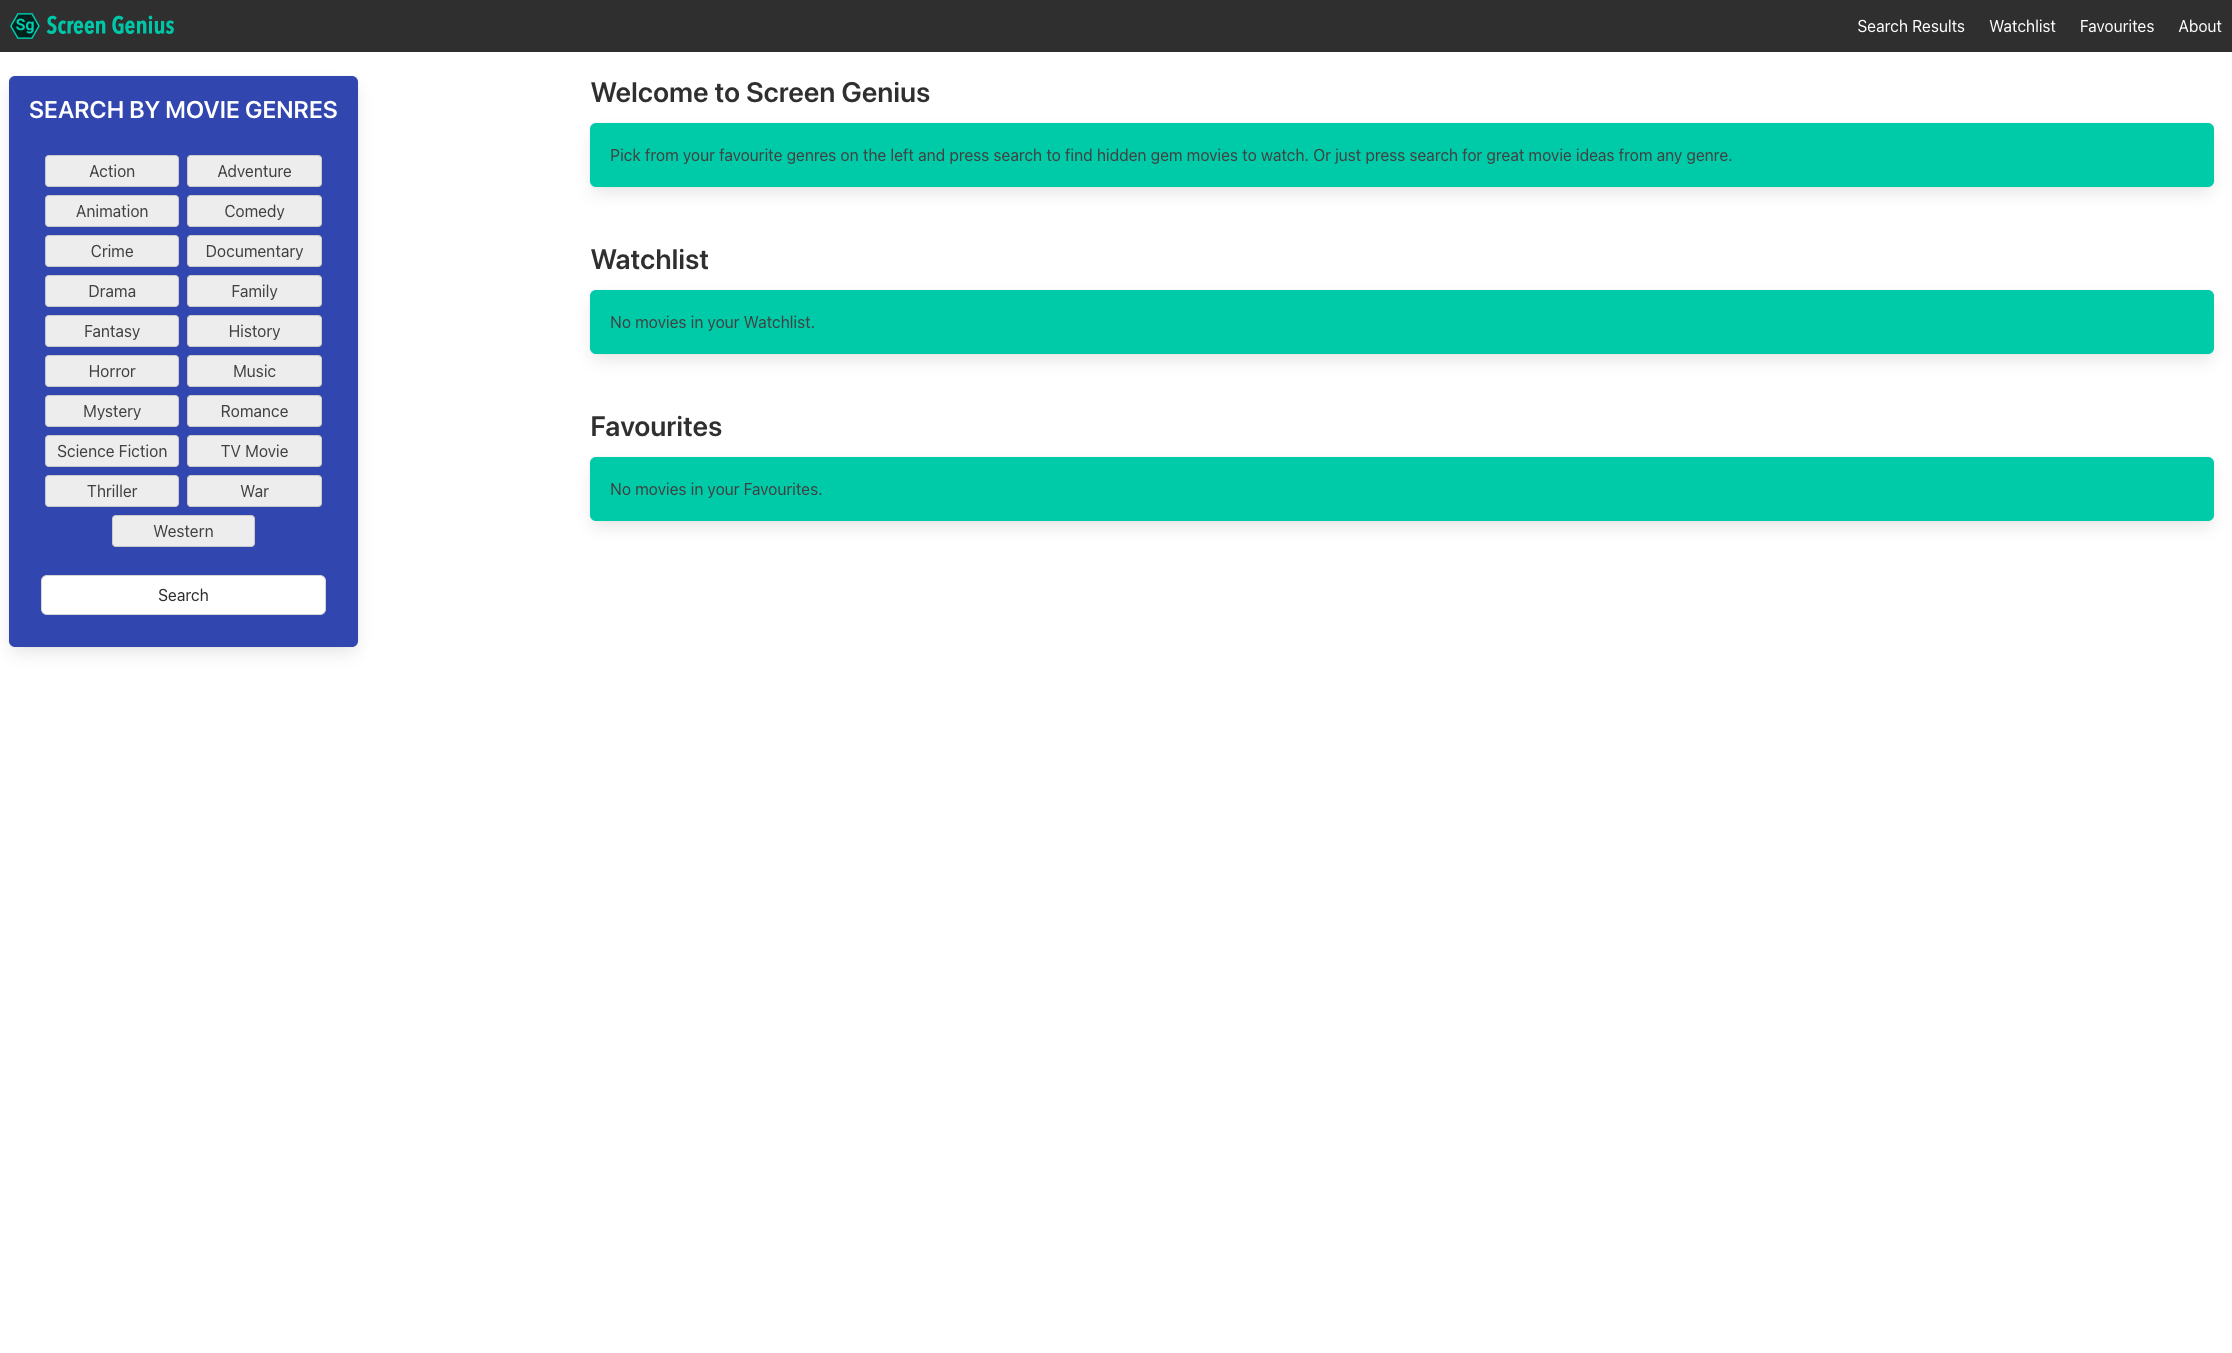 Sg Screen Genius
Search Results Watchlist Favourites About
SEARCH BY MOVIE GENRES
Action Adventure
Animation Comedy
Crime Documentary
Drama Family
Fantasy History
Horror Music
Mystery Romance
Science Fiction TV Movie
Thriller War
Western
Search
Welcome to Screen Genius
Pick from your favourite genres on the left and press search to find hidden gem movies to watch. Or just press search for great movie ideas from any genre.
Watchlist
No movies in your Watchlist.
Favourites
No movies in your Favourites.